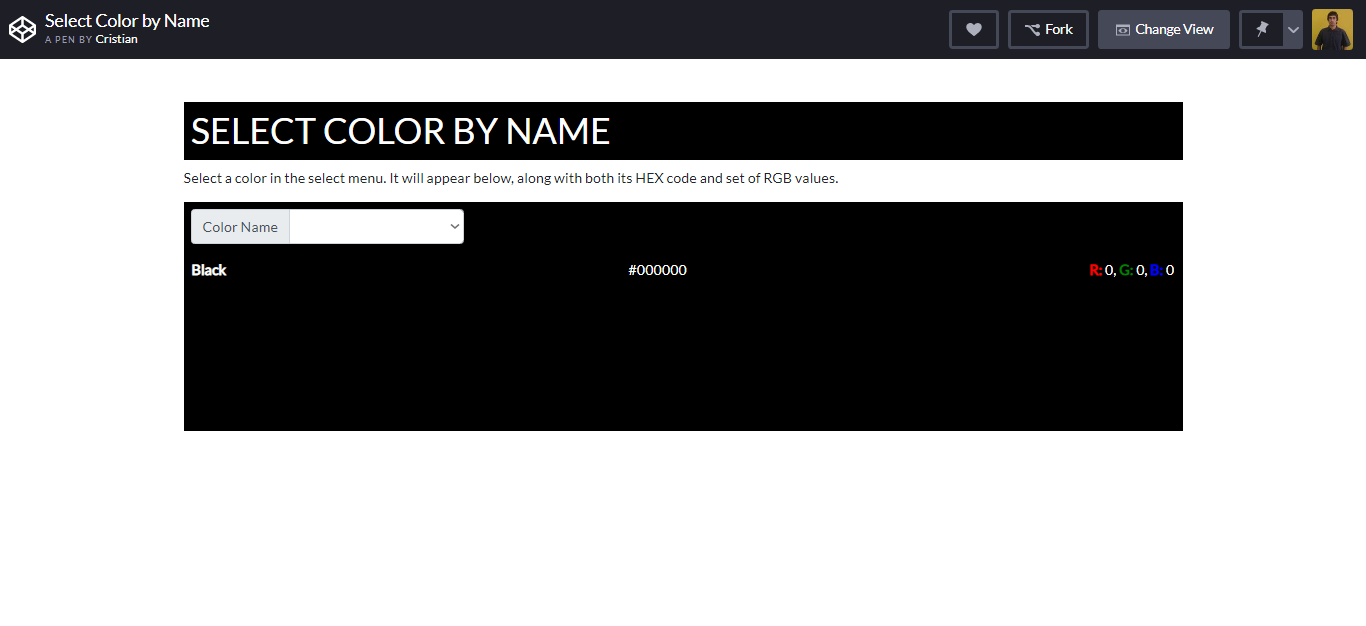 Select Color by Name
A PEN BY Cristian
Fork
Change View
SELECT COLOR BY NAME
Select a color in the select menu. It will appear below, along with both its HEX code and set of RGB values.
Color Name
Black #000000 R: 0, G: 0, B: 0